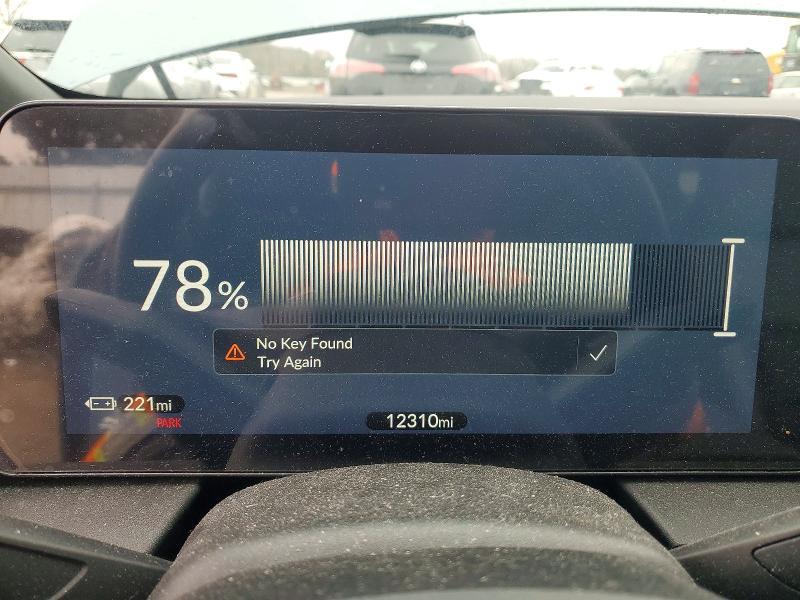 78%
No Key Found
Try Again
221mi
PARK
12310mi